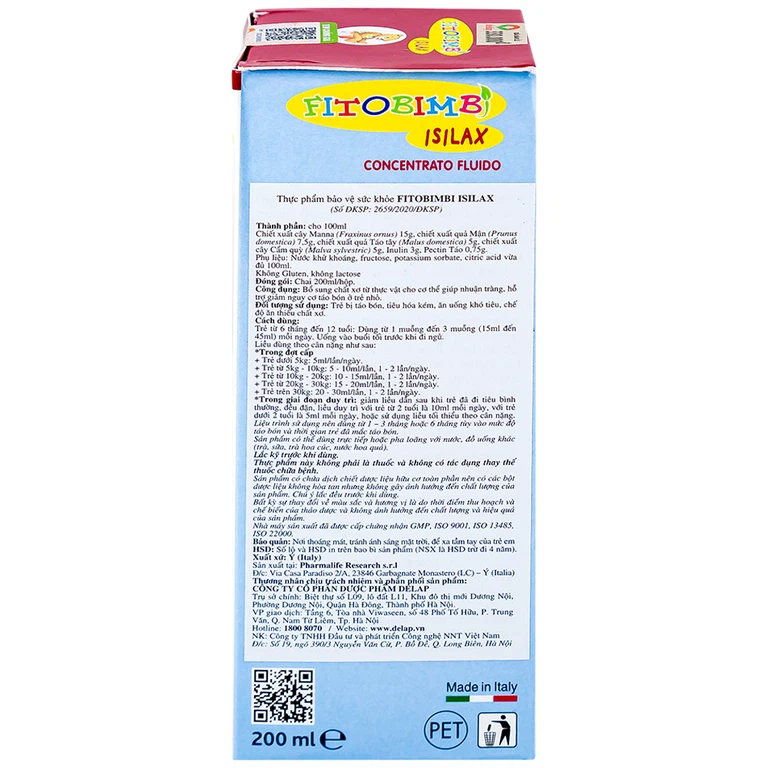 FITOBIMBI
ISILAX
FITOBIMBI
ISILAX
CONCENTRATO FLUIDO
Thực phẩm bảo vệ sức khỏe FITOBIMBI ISILAX
(Số ĐKSP: 2659/2020/ĐKSP)
Thành phần: cho 100ml
Chiết xuất cây Manna (Fraxinus ornus) 15g, chiết xuất quả Mận (Prunus
domestica) 7,5g, chiết xuất quả Táo tây (Malus domestica) 5g, chiết xuất
cây Cẩm quỳ (Malva sylvestric) 5g, Inulin 3g, Pectin Táo 0,75g.
Phụ liệu: Nước khử khoáng, fructose, potassium sorbate, citric acid vừa
đủ 100ml.
Không Gluten, không lactose
Đóng gói: Chai 200ml/hộp.
Công dụng: Bổ sung chất xơ từ thực vật cho cơ thể giúp nhuận tràng, hỗ
trợ giảm nguy cơ táo bón ở trẻ nhỏ.
Đối tượng sử dụng: Trẻ bị táo bón, tiêu hóa kém, ăn uống khó tiêu, chế
độ ăn thiếu chất xơ.
Cách dùng:
Trẻ từ 6 tháng đến 12 tuổi: Dùng từ 1 muỗng đến 3 muỗng (15ml đến
45ml) mỗi ngày. Uống vào buổi tối trước khi đi ngủ.
Liều dùng theo cân nặng như sau:
*Trong đợt cấp
+ Trẻ dưới 5kg: 5ml/lần/ngày.
+ Trẻ từ 5kg - 10kg: 5 - 10ml/lần, 1 - 2 lần/ngày.
+ Trẻ từ 10kg - 20kg: 10 - 15ml/lần, 1 - 2 lần/ngày.
+ Trẻ từ 20kg - 30kg: 15 - 20ml/lần, 1 - 2 lần/ngày.
+ Trẻ trên 30kg: 20 - 30ml/lần, 1 - 2 lần/ngày.
*Trong giai đoạn duy trì: giảm liều dần sau khi trẻ đã đi tiêu bình
thường, đều đặn, liều duy trì với trẻ từ 2 tuổi là 10ml mỗi ngày, với trẻ
dưới 2 tuổi là 5ml mỗi ngày, hoặc sử dụng liều tối thiểu theo cân nặng.
Liệu trình sử dụng nên dùng từ 1 – 3 tháng hoặc 6 tháng tùy vào mức độ
táo bón và thời gian trẻ đã mắc táo bón.
Sản phẩm có thể dùng trực tiếp hoặc pha loãng với nước, đồ uống khác
(trà, sữa, trà hoa cúc, nước hoa quả).
Lắc kỹ trước khi dùng.
Thực phẩm này không phải là thuốc và không có tác dụng thay thế
thuốc chữa bệnh.
Sản phẩm có chứa dịch chiết dược liệu hữu cơ toàn phần nên có các bột
dược liệu không hòa tan nhưng không gây ảnh hưởng đến chất lượng của
sản phẩm. Chú ý lắc đều trước khi dùng.
Bất kỳ sự thay đổi về màu sắc và hương vị là do thời điểm thu hoạch và
chế biến của thảo dược và không ảnh hưởng đến chất lượng và hiệu quả
của sản phẩm.
Nhà máy sản xuất đã được cấp chứng nhận GMP, ISO 9001, ISO 13485,
ISO 22000.
Bảo quản: Nơi thoáng mát, tránh ánh sáng mặt trời, để xa tầm tay của trẻ em
HSD: Số lô và HSD in trên bao bì sản phẩm (NSX là HSD trừ đi 4 năm).
Xuất xứ: Ý (Italy)
Sản xuất tại: Pharmalife Research s.r.l
Đ/c: Via Casa Paradiso 2/A, 23846 Garbagnate Monastero (LC) – Ý (Italia)
Thương nhân chịu trách nhiệm và phân phối sản phẩm:
CÔNG TY CỔ PHẦN DƯỢC PHẨM DELAP
Trụ sở chính: Biệt thự số L09, lô đất L11, Khu đô thị mới Dương Nội,
Phường Dương Nội, Quận Hà Đông, Thành phố Hà Nội.
VP giao dịch: Tầng 6, Tòa nhà Viwaseen, số 48 Phố Tố Hữu, P. Trung
Văn, Q. Nam Từ Liêm, Tp. Hà Nội.
Hotline: 1800 8070 / Website: www.delap.vn
NK: Công ty TNHH Đầu tư và phát triển Công nghệ NNT Việt Nam
Đ/c: Số 19, ngõ 390/3 Nguyễn Văn Cừ, P. Bồ Đề, Q. Long Biên, Hà Nội
Made in Italy
200 ml e
PET